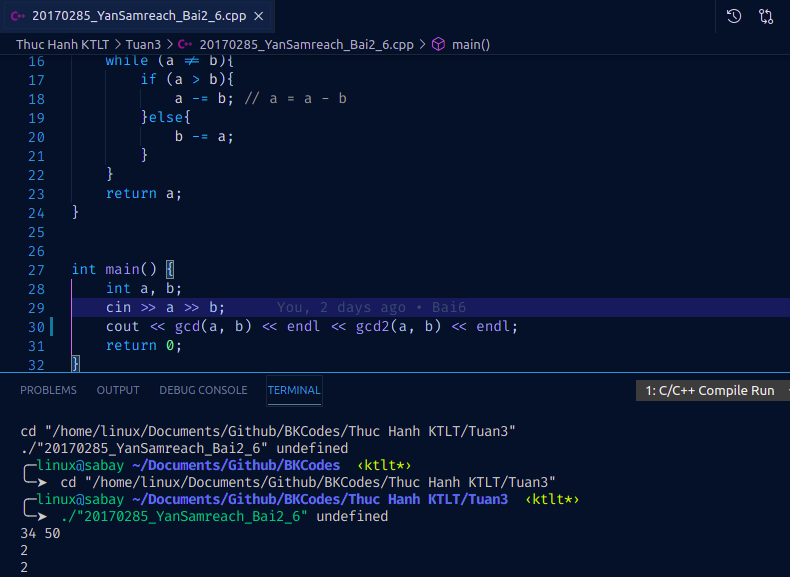 20170285_YanSamreach_Bai2_6.cpp
Thuc Hanh KTLT > Tuan3 > 20170285_YanSamreach_Bai2_6.cpp > main()
16 while (a ≠ b){
17 if (a > b){
18 a -= b; // a = a - b
19 }else{
20 b -= a;
21 }
22 }
23 return a;
24 }
25
26
27 int main() {
28 int a, b;
29 cin >> a >> b; You, 2 days ago • Bai6
30 cout << gcd(a, b) << endl << gcd2(a, b) << endl;
31 return 0;
32 }
PROBLEMS OUTPUT DEBUG CONSOLE TERMINAL 1: C/C++ Compile Run
cd "/home/linux/Documents/Github/BKCodes/Thuc Hanh KTLT/Tuan3"
./"20170285_YanSamreach_Bai2_6" undefined
╭─linux@sabay ~/Documents/Github/BKCodes ‹ktlt*›
╰─➤ cd "/home/linux/Documents/Github/BKCodes/Thuc Hanh KTLT/Tuan3"
╭─linux@sabay ~/Documents/Github/BKCodes/Thuc Hanh KTLT/Tuan3 ‹ktlt*›
╰─➤ ./"20170285_YanSamreach_Bai2_6" undefined
34 50
2
2